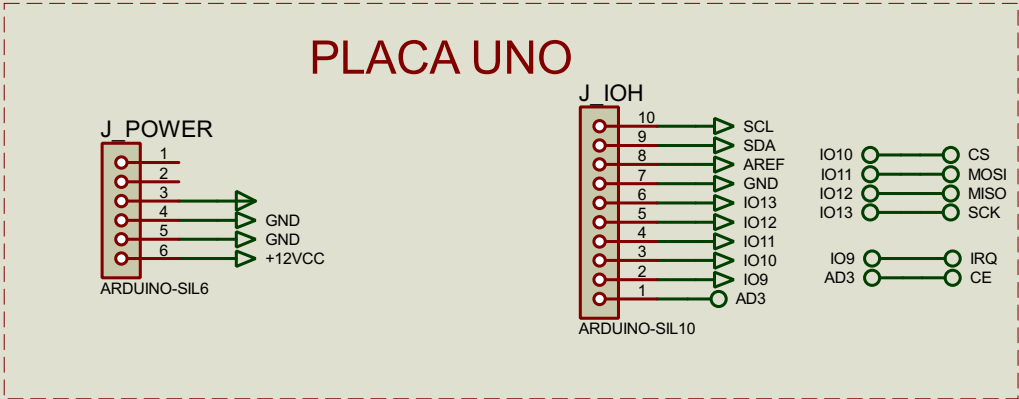 PLACA UNO
J_POWER
1
2
3
4 GND
5 GND
6 +12VCC
ARDUINO-SIL6
J_IOH
10 SCL
9 SDA
8 AREF
7 GND
6 IO13
5 IO12
4 IO11
3 IO10
2 IO9
1 AD3
ARDUINO-SIL10
IO10 CS
IO11 MOSI
IO12 MISO
IO13 SCK
IO9 IRQ
AD3 CE